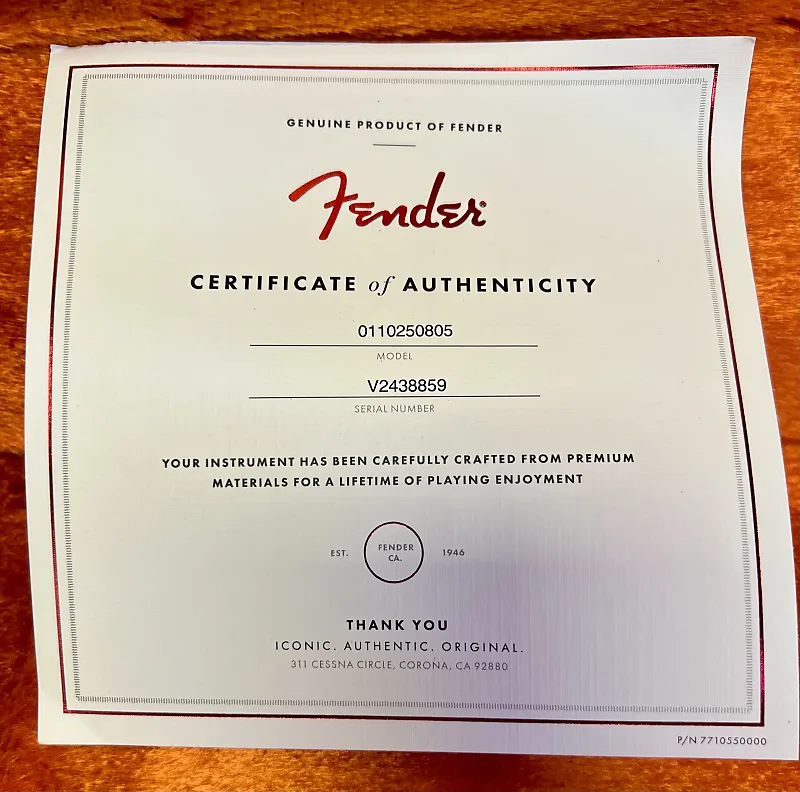 GENUINE PRODUCT OF FENDER
Fender®
CERTIFICATE of AUTHENTICITY
0110250805
MODEL
V2438859
SERIAL NUMBER
YOUR INSTRUMENT HAS BEEN CAREFULLY CRAFTED FROM PREMIUM
MATERIALS FOR A LIFETIME OF PLAYING ENJOYMENT
EST. FENDER CA. 1946
THANK YOU
ICONIC. AUTHENTIC. ORIGINAL.
311 CESSNA CIRCLE, CORONA, CA 92880
P/N 7710550000